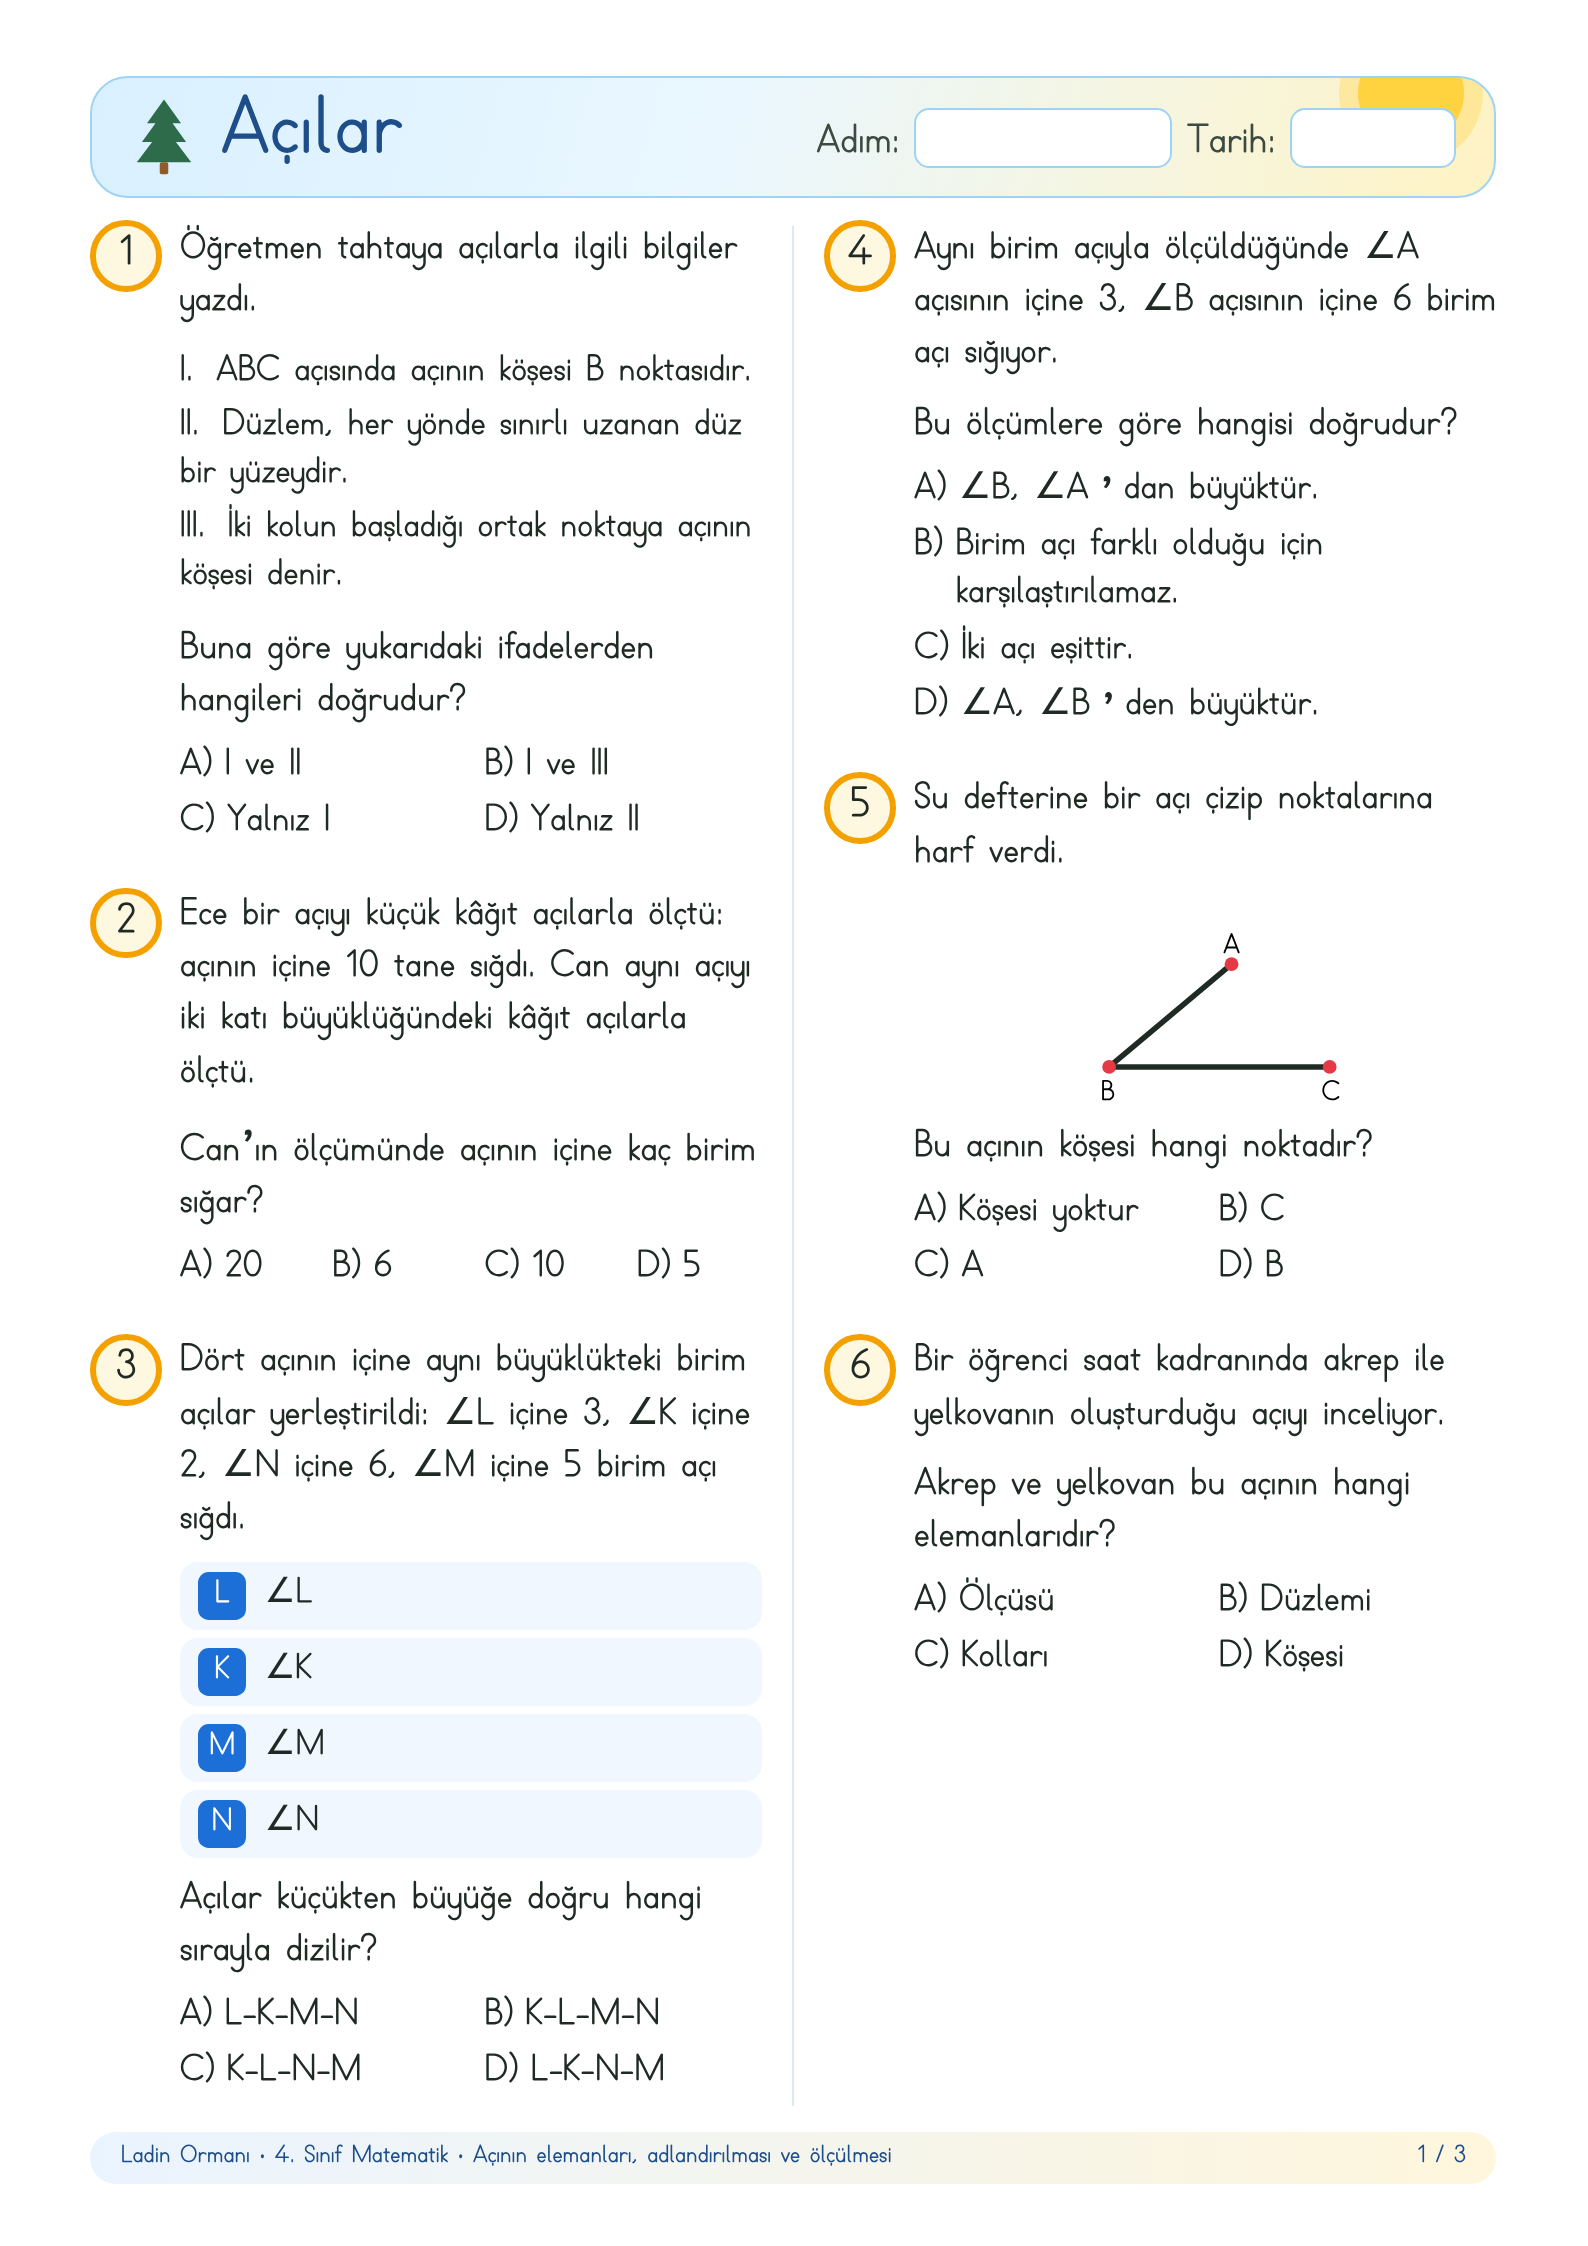 Açılar
Adım:
Tarih:
1
Öğretmen tahtaya açılarla ilgili bilgiler
yazdı.
I. ABC açısında açının köşesi B noktasıdır.
II. Düzlem, her yönde sınırlı uzanan düz
bir yüzeydir.
III. İki kolun başladığı ortak noktaya açının
köşesi denir.
Buna göre yukarıdaki ifadelerden
hangileri doğrudur?
A) I ve II
B) I ve III
C) Yalnız I
D) Yalnız II
2
Ece bir açıyı küçük kâğıt açılarla ölçtü:
açının içine 10 tane sığdı. Can aynı açıyı
iki katı büyüklüğündeki kâğıt açılarla
ölçtü.
Can’ın ölçümünde açının içine kaç birim
sığar?
A) 20
B) 6
C) 10
D) 5
3
Dört açının içine aynı büyüklükteki birim
açılar yerleştirildi: ∠L içine 3, ∠K içine
2, ∠N içine 6, ∠M içine 5 birim açı
sığdı.
L ∠L
K ∠K
M ∠M
N ∠N
Açılar küçükten büyüğe doğru hangi
sırayla dizilir?
A) L-K-M-N
B) K-L-M-N
C) K-L-N-M
D) L-K-N-M
4
Aynı birim açıyla ölçüldüğünde ∠A
açısının içine 3, ∠B açısının içine 6 birim
açı sığıyor.
Bu ölçümlere göre hangisi doğrudur?
A) ∠B, ∠A ’ dan büyüktür.
B) Birim açı farklı olduğu için
karşılaştırılamaz.
C) İki açı eşittir.
D) ∠A, ∠B ’ den büyüktür.
5
Su defterine bir açı çizip noktalarına
harf verdi.
A
B
C
Bu açının köşesi hangi noktadır?
A) Köşesi yoktur
B) C
C) A
D) B
6
Bir öğrenci saat kadranında akrep ile
yelkovanın oluşturduğu açıyı inceliyor.
Akrep ve yelkovan bu açının hangi
elemanlarıdır?
A) Ölçüsü
B) Düzlemi
C) Kolları
D) Köşesi
Ladin Ormanı • 4. Sınıf Matematik • Açının elemanları, adlandırılması ve ölçülmesi
1 / 3